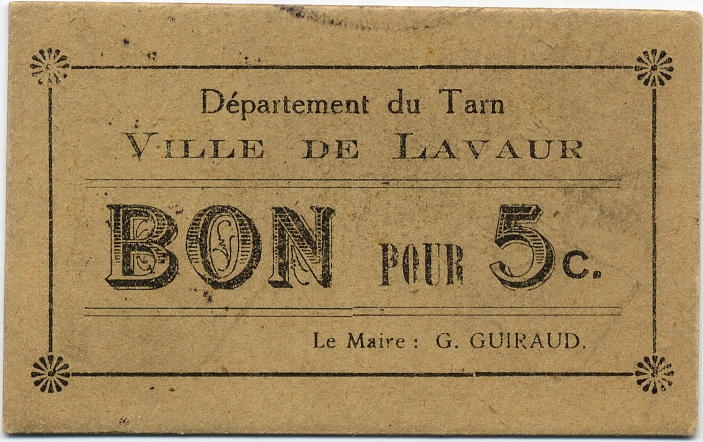 Département du Tarn
VILLE DE LAVAUR
BON POUR 5c.
Le Maire : G. GUIRAUD.